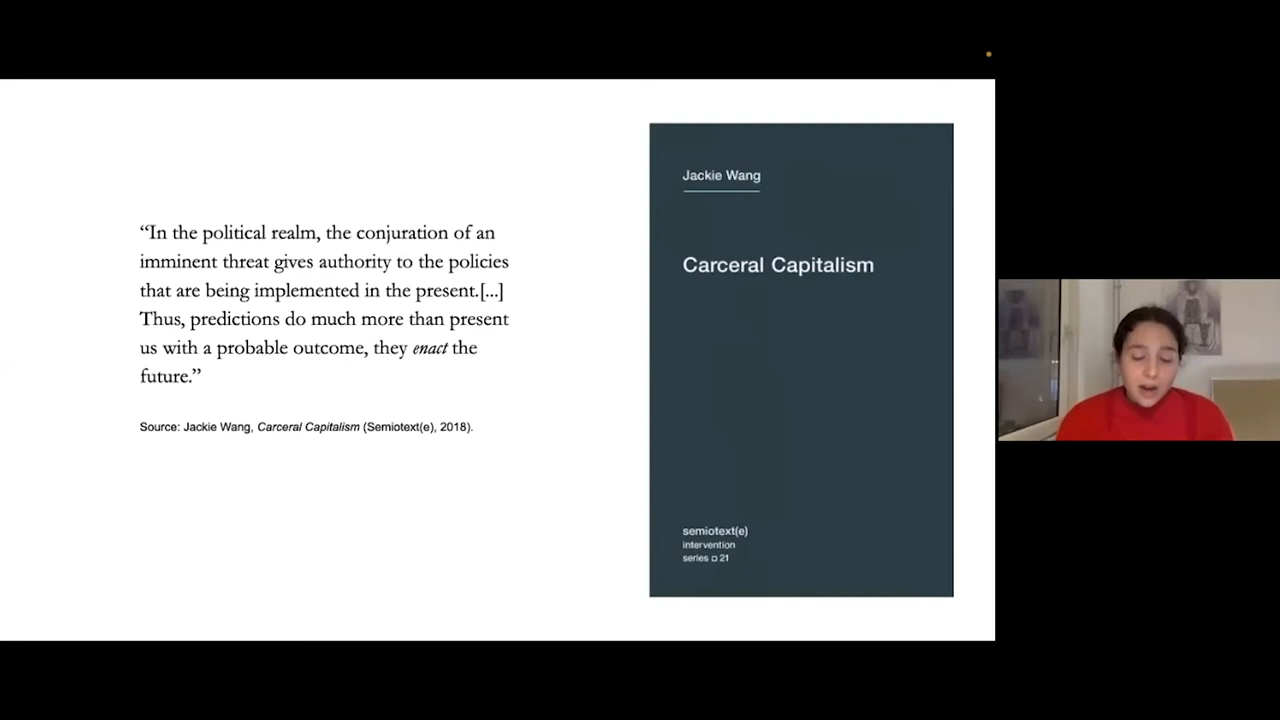 “In the political realm, the conjuration of an
imminent threat gives authority to the policies
that are being implemented in the present.[...]
Thus, predictions do much more than present
us with a probable outcome, they enact the
future.”
Source: Jackie Wang, Carceral Capitalism (Semiotext(e), 2018).
Jackie Wang
Carceral Capitalism
semiotext(e)
intervention
series ¤ 21